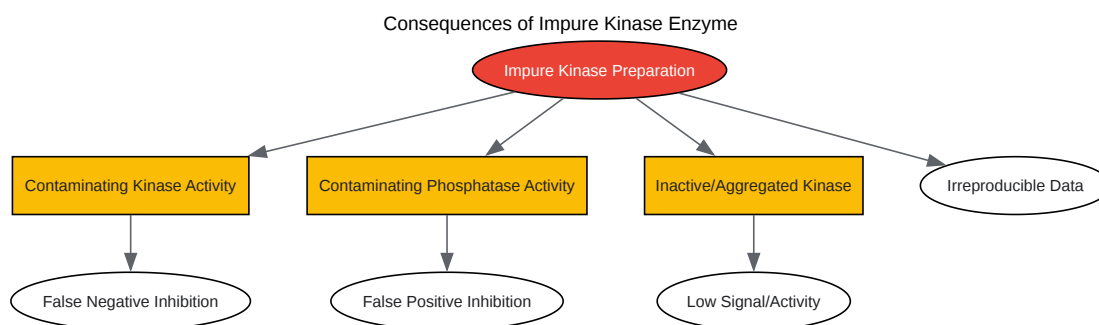 Consequences of Impure Kinase Enzyme
Impure Kinase Preparation
Contaminating Kinase Activity
Contaminating Phosphatase Activity
Inactive/Aggregated Kinase
Irreproducible Data
False Negative Inhibition
False Positive Inhibition
Low Signal/Activity